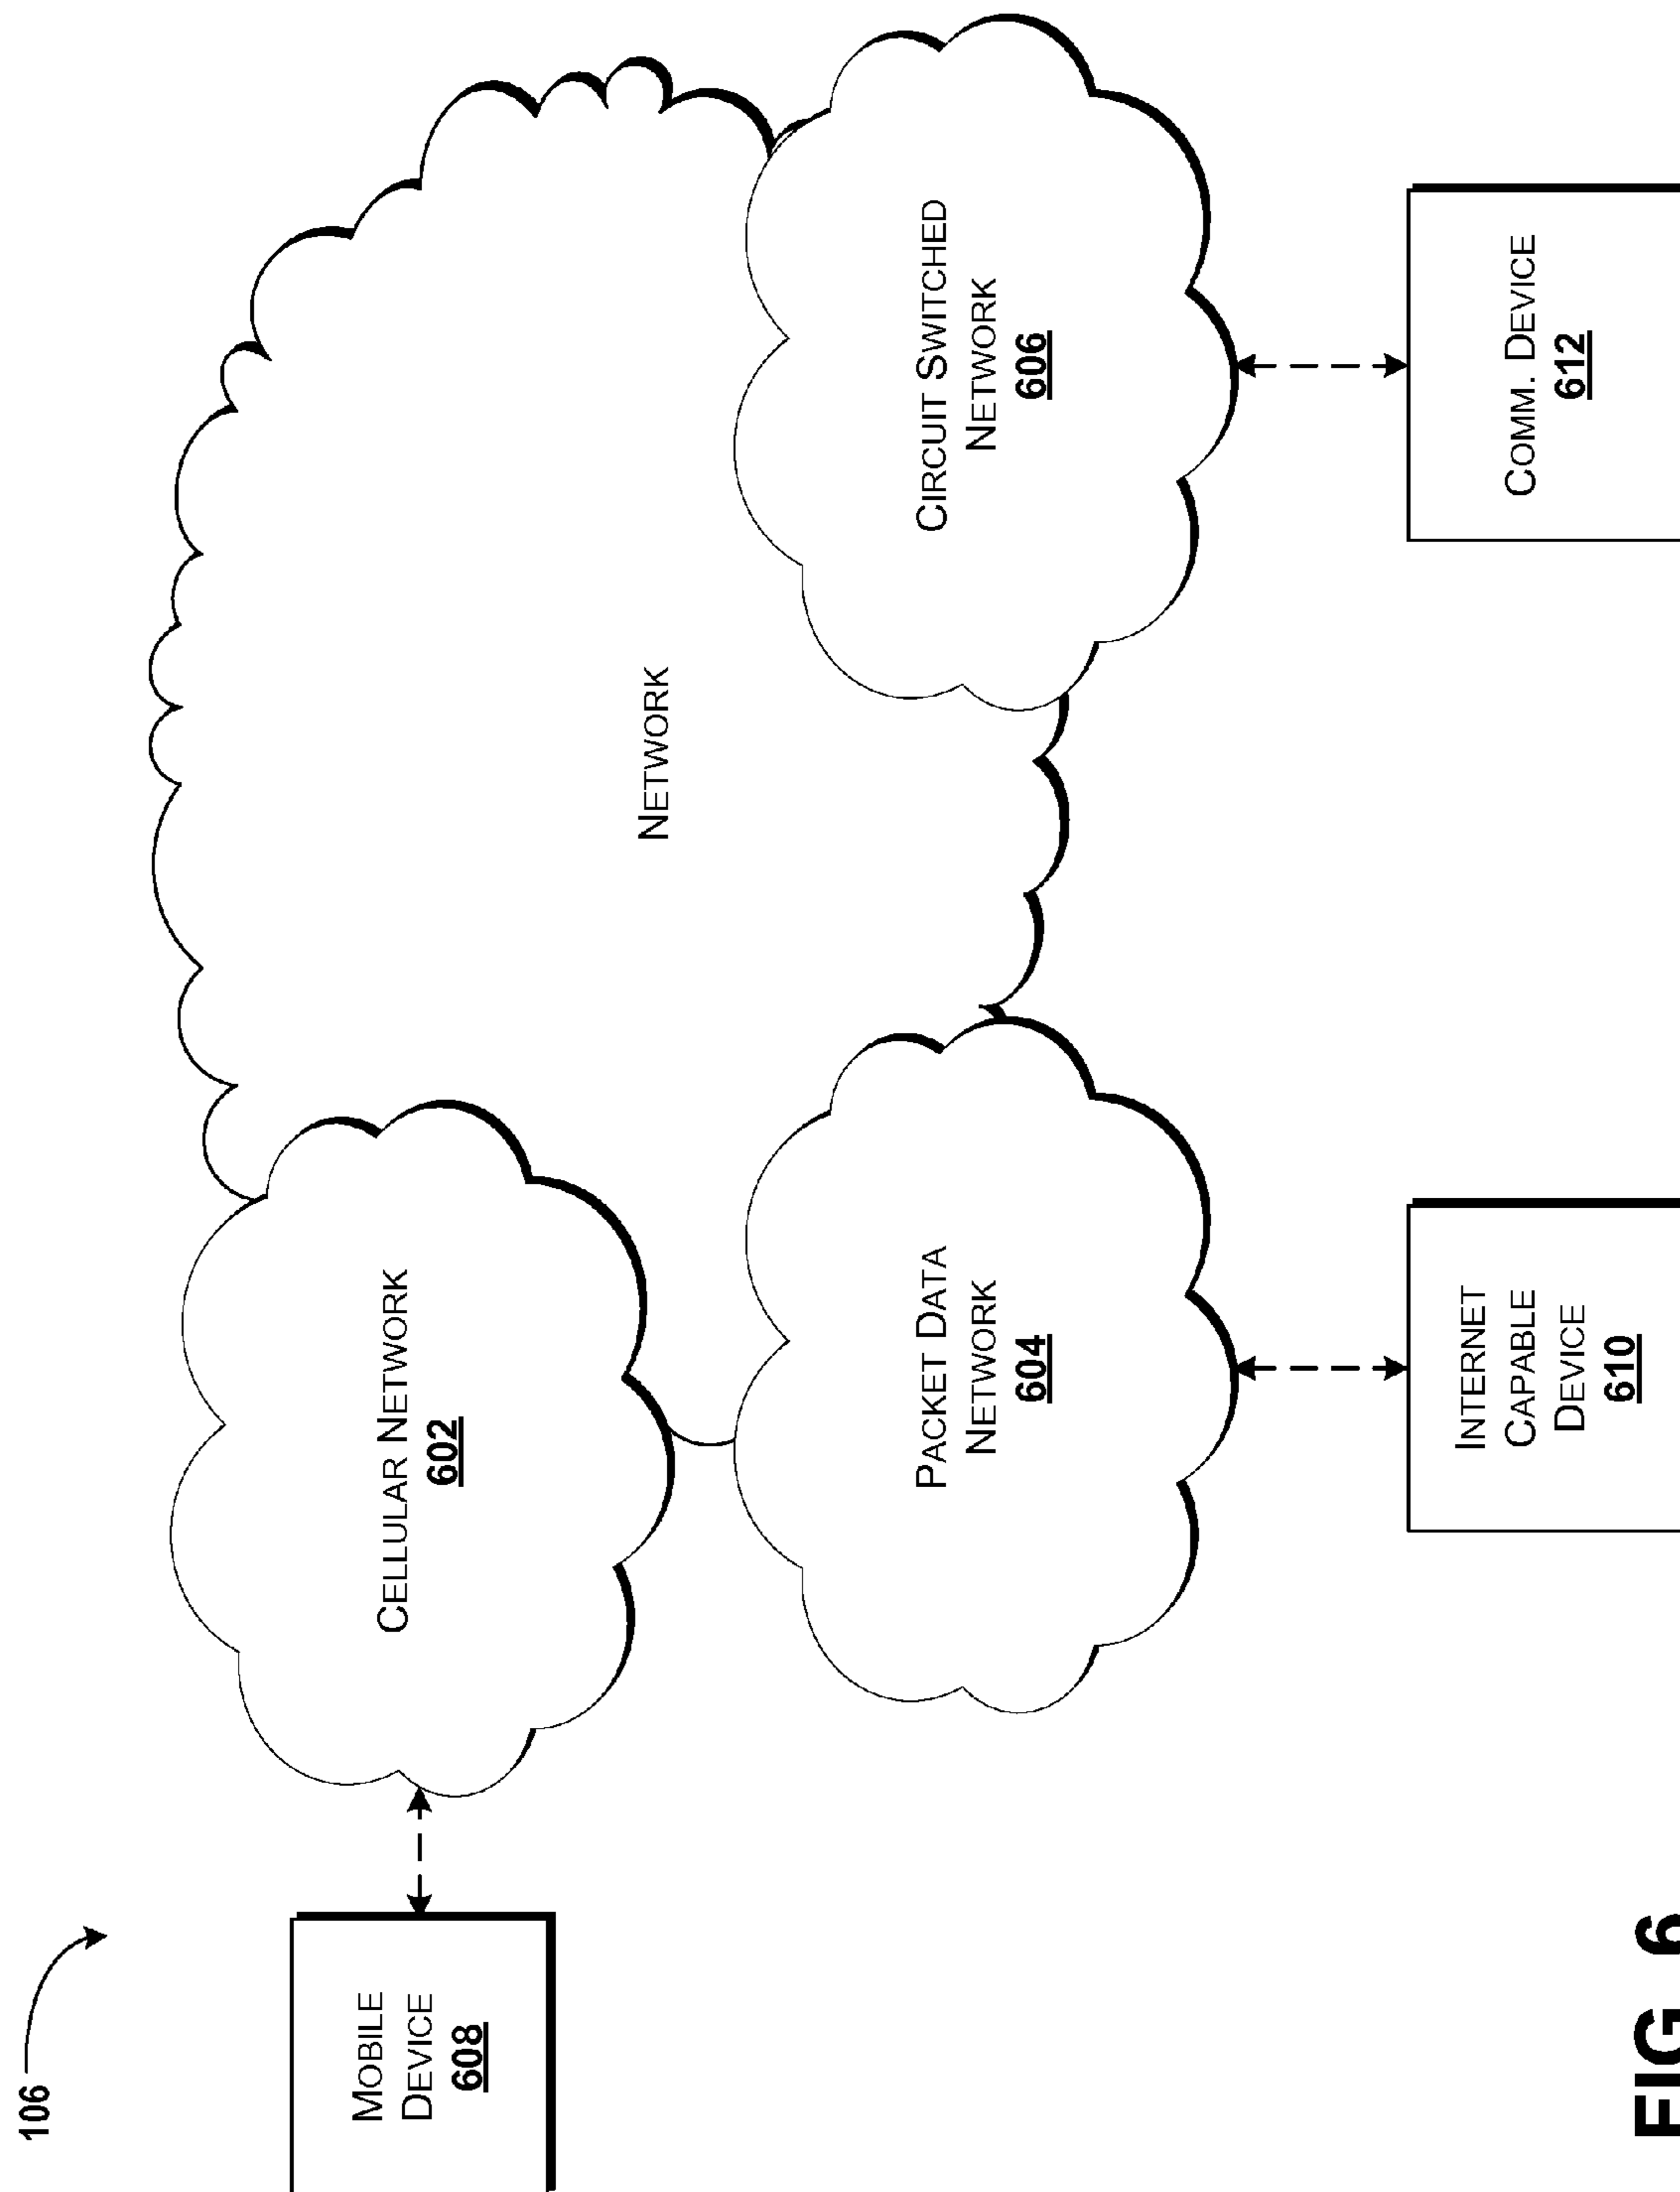 106
MOBILE
DEVICE
608
CELLULAR NETWORK
602
NETWORK
PACKET DATA
NETWORK
604
CIRCUIT SWITCHED
NETWORK
606
INTERNET
CAPABLE
DEVICE
610
COMM. DEVICE
612
FIG. 6